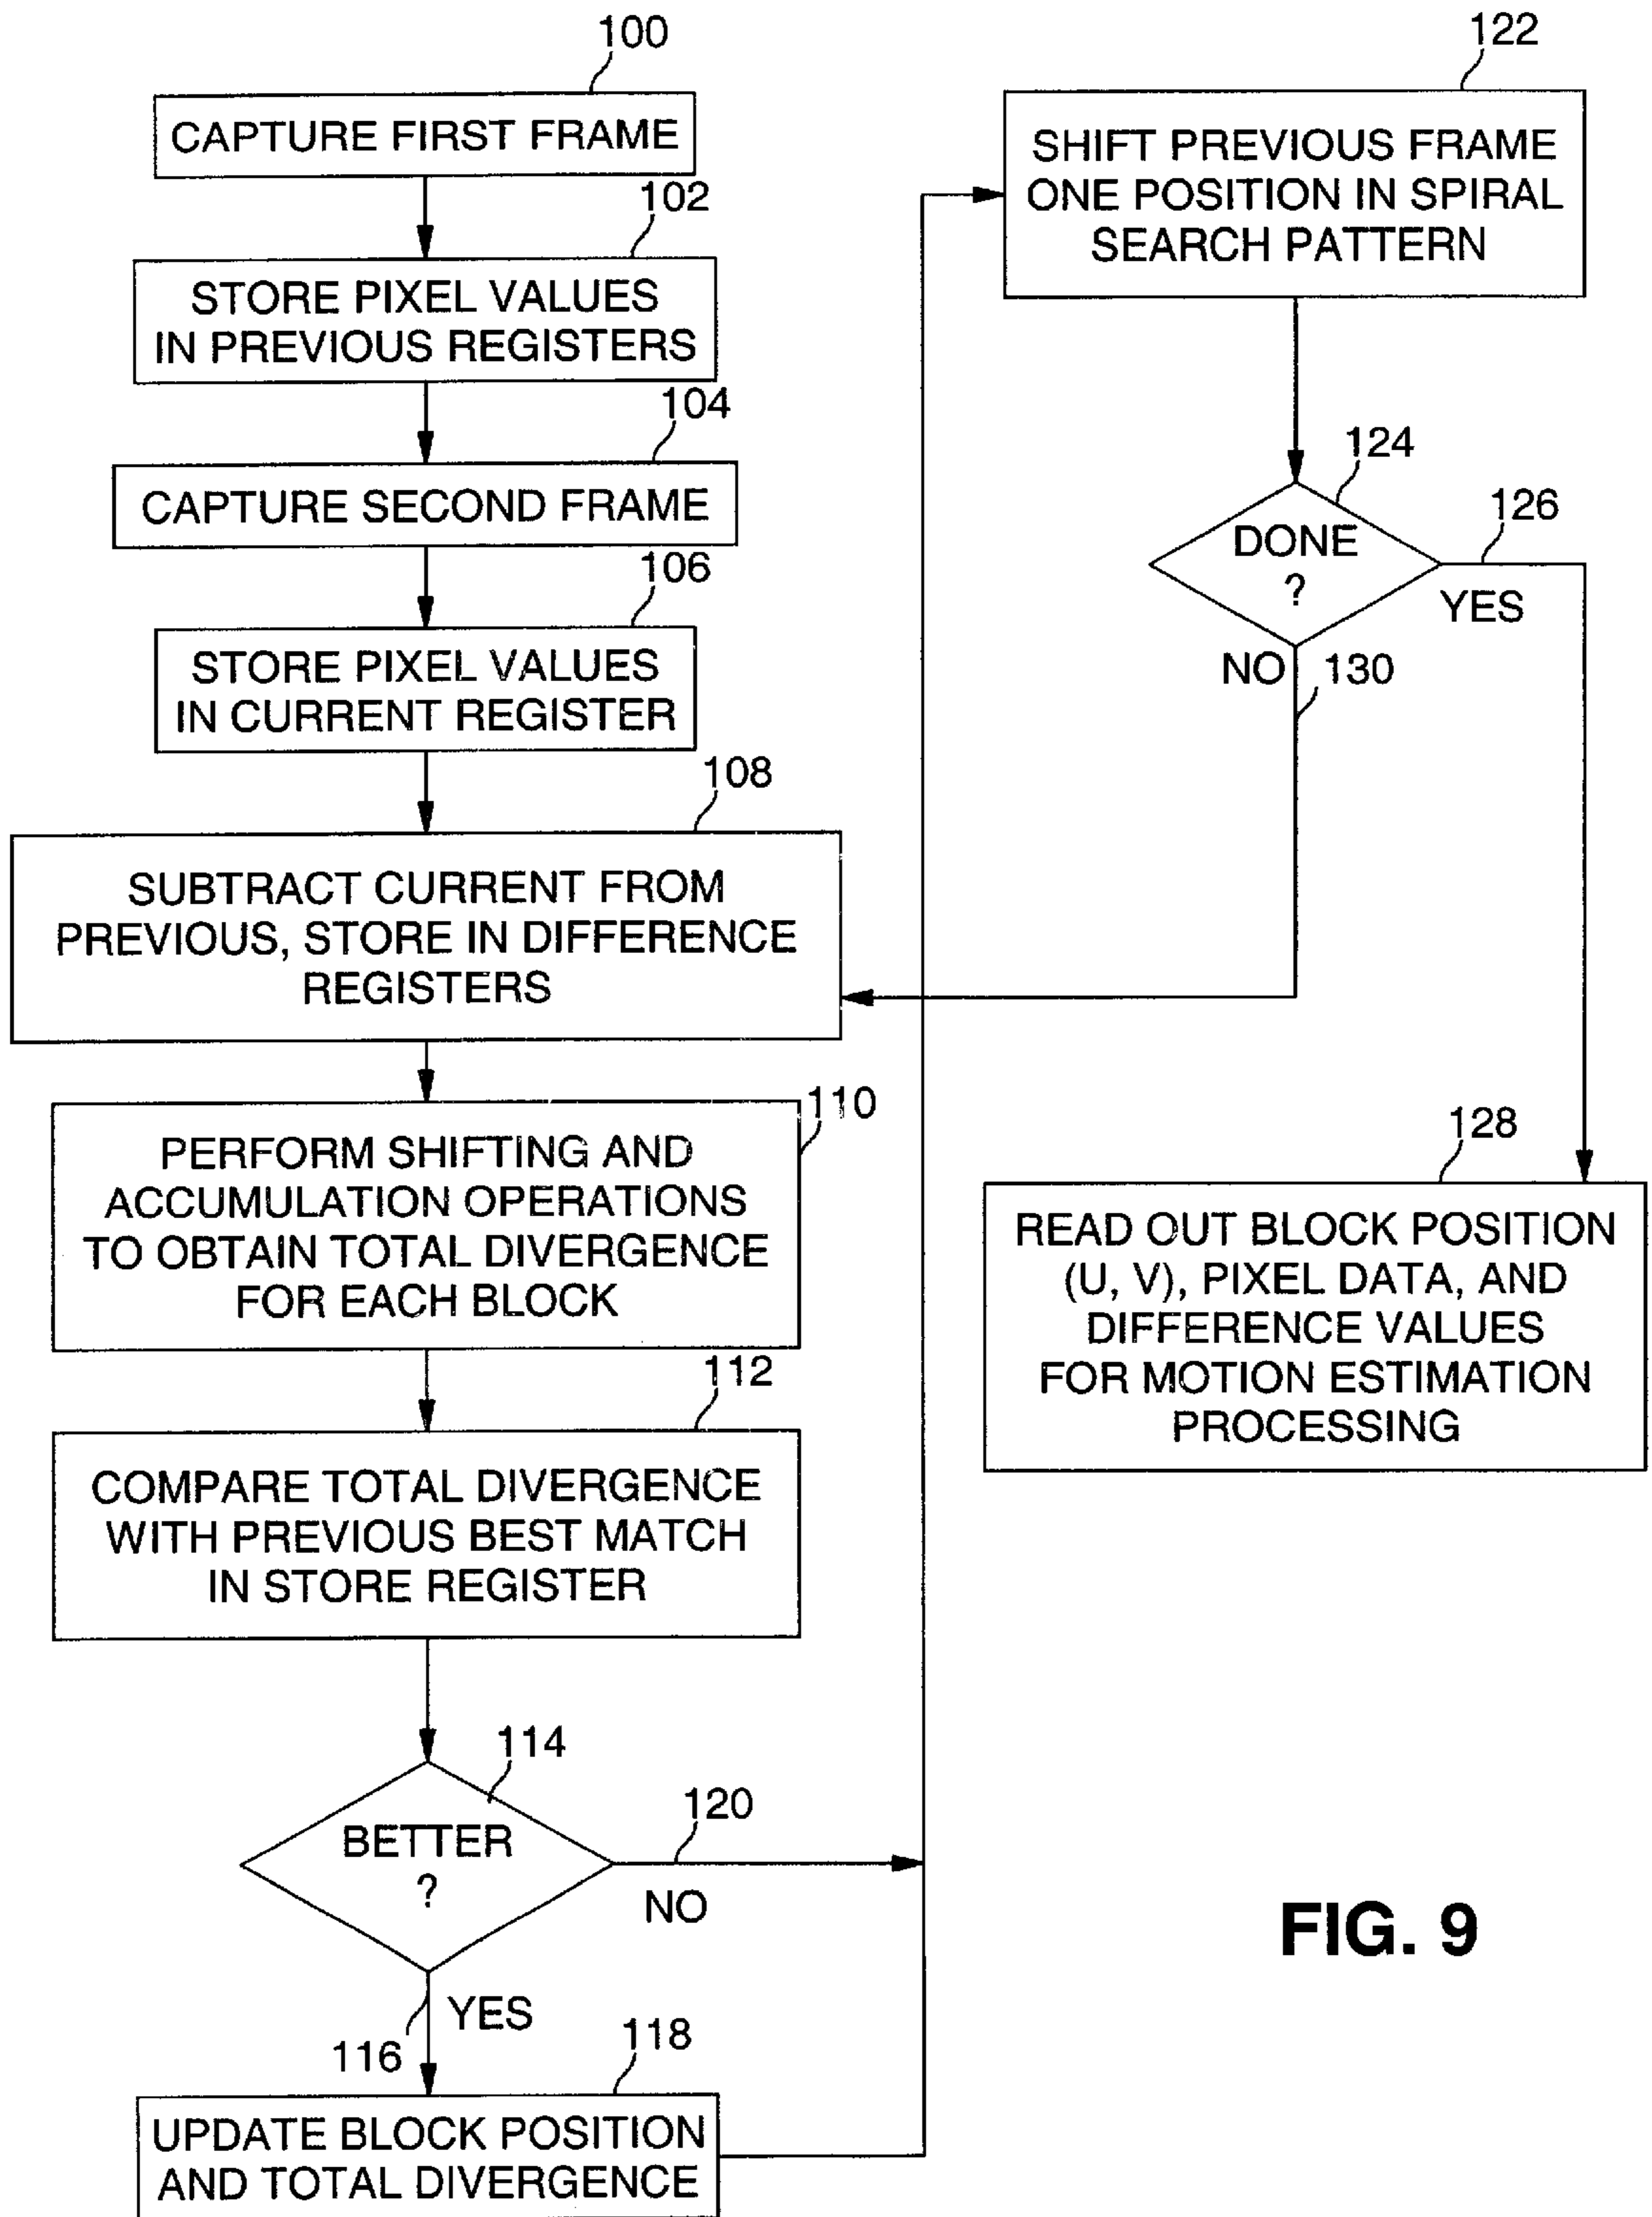 100
CAPTURE FIRST FRAME
102
STORE PIXEL VALUES
IN PREVIOUS REGISTERS
104
CAPTURE SECOND FRAME
106
STORE PIXEL VALUES
IN CURRENT REGISTER
108
SUBTRACT CURRENT FROM
PREVIOUS, STORE IN DIFFERENCE
REGISTERS
110
PERFORM SHIFTING AND
ACCUMULATION OPERATIONS
TO OBTAIN TOTAL DIVERGENCE
FOR EACH BLOCK
112
COMPARE TOTAL DIVERGENCE
WITH PREVIOUS BEST MATCH
IN STORE REGISTER
114
BETTER
?
120
NO
YES
116
118
UPDATE BLOCK POSITION
AND TOTAL DIVERGENCE
122
SHIFT PREVIOUS FRAME
ONE POSITION IN SPIRAL
SEARCH PATTERN
124
DONE
?
126
YES
NO
130
128
READ OUT BLOCK POSITION
(U, V), PIXEL DATA, AND
DIFFERENCE VALUES
FOR MOTION ESTIMATION
PROCESSING
FIG. 9